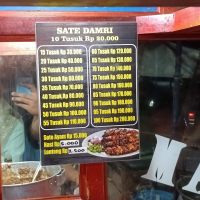 SATE DAMRI
10 Tusuk Rp 20.000
15 Tusuk Rp 30.000
20 Tusuk Rp 40.000
25 Tusuk Rp 50.000
30 Tusuk Rp 60.000
35 Tusuk Rp 70.000
40 Tusuk Rp 80.000
45 Tusuk Rp 90.000
50 Tusuk Rp 100.000
55 Tusuk Rp 110.000
60 Tusuk Rp 120.000
65 Tusuk Rp 130.000
70 Tusuk Rp 140.000
75 Tusuk Rp 150.000
80 Tusuk Rp 160.000
85 Tusuk Rp 170.000
90 Tusuk Rp 180.000
95 Tusuk Rp 190.000
100 Tusuk Rp 200.000
Sate Ayam Rp 15.000
Nasi Rp 5.000
Lontong Rp 2.500
MA